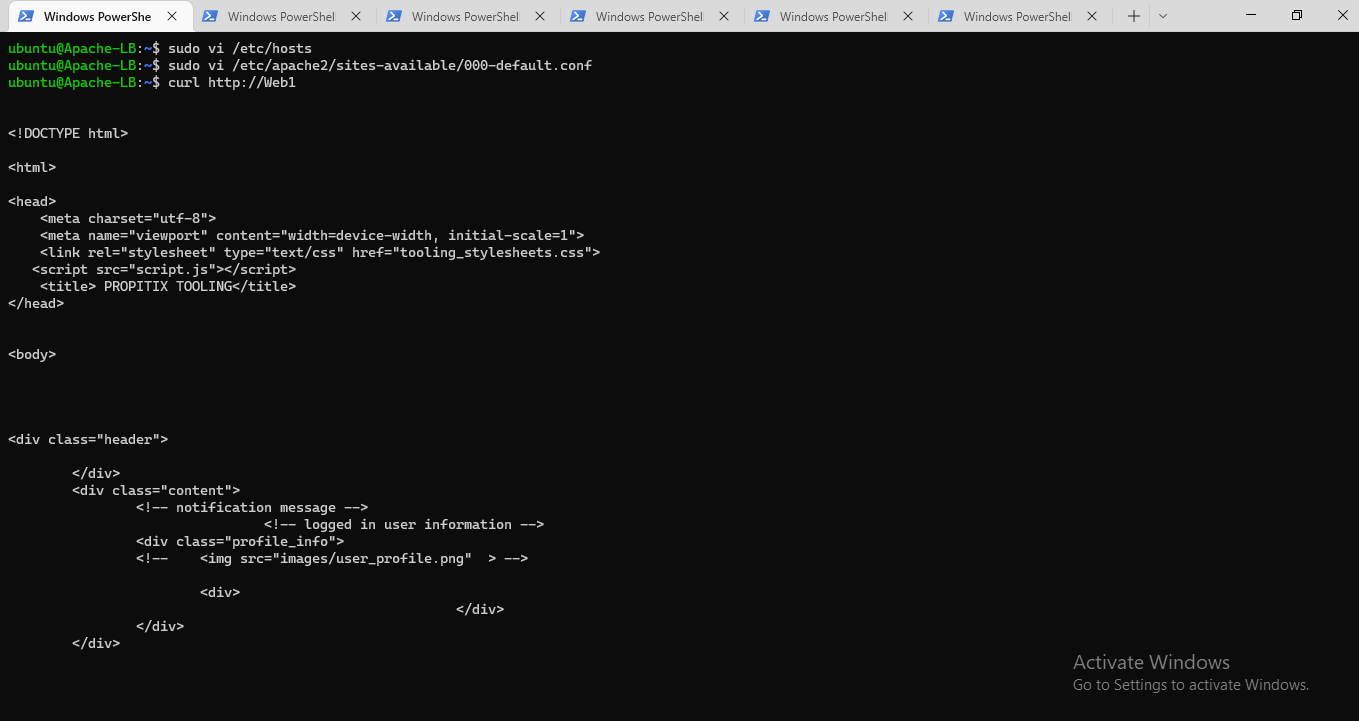 Windows PowerShe
Windows PowerShell
Windows PowerShell
Windows PowerShell
Windows PowerShell
Windows PowerShell
ubuntu@Apache-LB:~$ sudo vi /etc/hosts
ubuntu@Apache-LB:~$ sudo vi /etc/apache2/sites-available/000-default.conf
ubuntu@Apache-LB:~$ curl http://Web1
<!DOCTYPE html>
<html>
<head>
    <meta charset="utf-8">
    <meta name="viewport" content="width=device-width, initial-scale=1">
    <link rel="stylesheet" type="text/css" href="tooling_stylesheets.css">
   <script src="script.js"></script>
    <title> PROPITIX TOOLING</title>
</head>
<body>
<div class="header">
        </div>
        <div class="content">
                <!-- notification message -->
                                <!-- logged in user information -->
                <div class="profile_info">
                <!--    <img src="images/user_profile.png"  > -->
                        <div>
                                                        </div>
                </div>
        </div>
Activate Windows
Go to Settings to activate Windows.